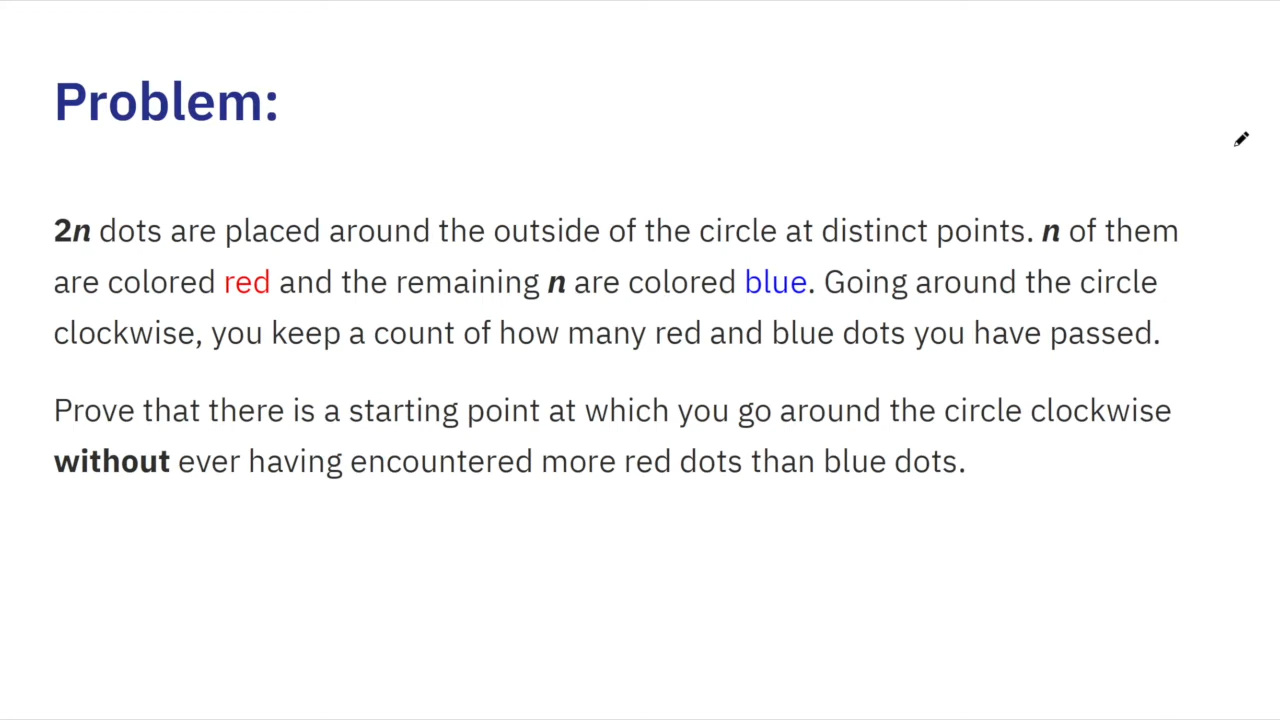 Problem:
2n dots are placed around the outside of the circle at distinct points. n of them
are colored red and the remaining n are colored blue. Going around the circle
clockwise, you keep a count of how many red and blue dots you have passed.
Prove that there is a starting point at which you go around the circle clockwise
without ever having encountered more red dots than blue dots.